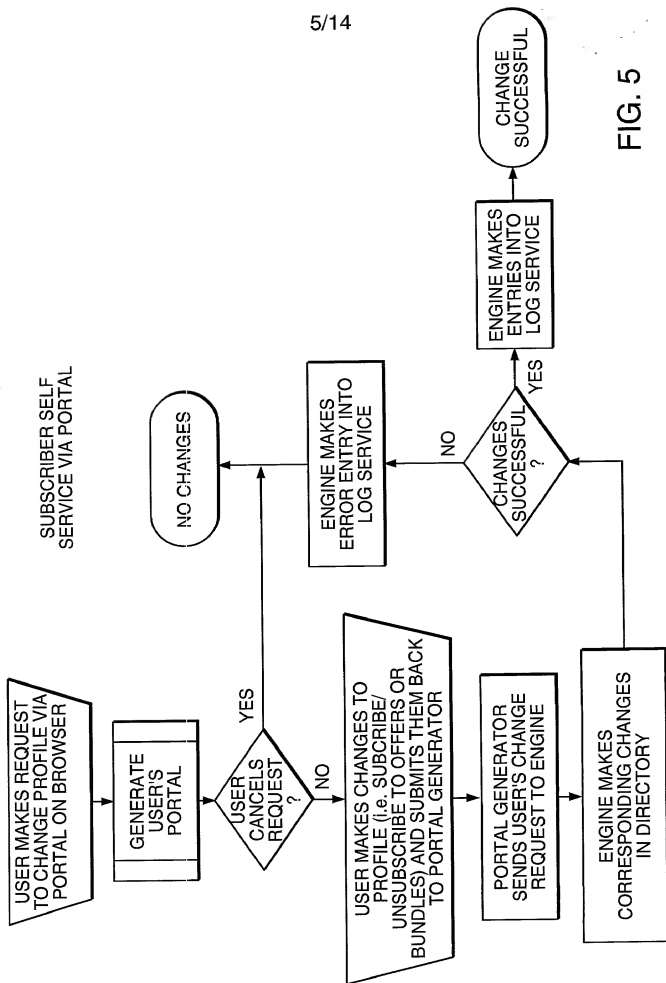 5/14
SUBSCRIBER SELF
SERVICE VIA PORTAL
USER MAKES REQUEST
TO CHANGE PROFILE VIA
PORTAL ON BROWSER
GENERATE
USER'S
PORTAL
USER
CANCELS
REQUEST
?
YES
NO
NO CHANGES
USER MAKES CHANGES TO
PROFILE (i.e. SUBCRIBE/
UNSUBSCRIBE TO OFFERS OR
BUNDLES) AND SUBMITS THEM BACK
TO PORTAL GENERATOR
PORTAL GENERATOR
SENDS USER'S CHANGE
REQUEST TO ENGINE
ENGINE MAKES
CORRESPONDING CHANGES
IN DIRECTORY
CHANGES
SUCCESSFUL
?
NO
YES
ENGINE MAKES
ERROR ENTRY INTO
LOG SERVICE
ENGINE MAKES
ENTRIES INTO
LOG SERVICE
CHANGE
SUCCESSFUL
FIG. 5